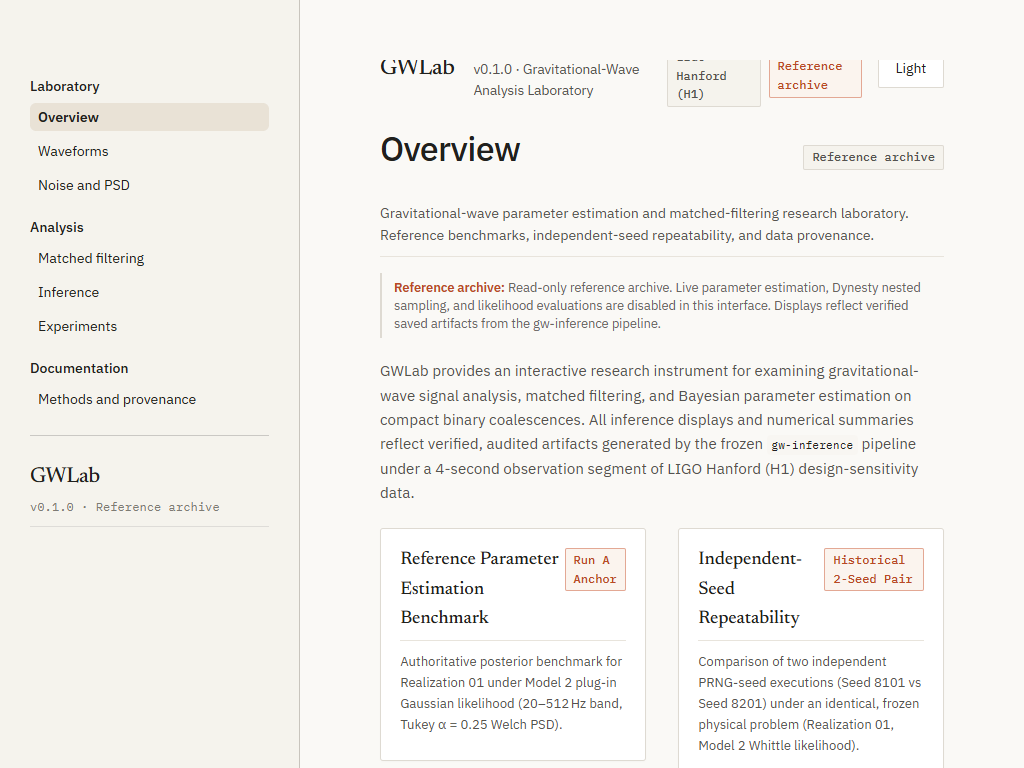 Laboratory
Overview
Waveforms
Noise and PSD
Analysis
Matched filtering
Inference
Experiments
Documentation
Methods and provenance
GWLab
v0.1.0 · Reference archive
GWLab
v0.1.0 · Gravitational-Wave
Analysis Laboratory
Hanford
(H1)
Reference
archive
Light
Overview
Reference archive
Gravitational-wave parameter estimation and matched-filtering research laboratory.
Reference benchmarks, independent-seed repeatability, and data provenance.
Reference archive: Read-only reference archive. Live parameter estimation, Dynesty nested
sampling, and likelihood evaluations are disabled in this interface. Displays reflect verified
saved artifacts from the gw-inference pipeline.
GWLab provides an interactive research instrument for examining gravitational-
wave signal analysis, matched filtering, and Bayesian parameter estimation on
compact binary coalescences. All inference displays and numerical summaries
reflect verified, audited artifacts generated by the frozen gw-inference pipeline
under a 4-second observation segment of LIGO Hanford (H1) design-sensitivity
data.
Reference Parameter
Estimation
Benchmark
Run A
Anchor
Authoritative posterior benchmark for
Realization 01 under Model 2 plug-in
Gaussian likelihood (20–512 Hz band,
Tukey α = 0.25 Welch PSD).
Independent-
Seed
Repeatability
Historical
2-Seed Pair
Comparison of two independent
PRNG-seed executions (Seed 8101 vs
Seed 8201) under an identical, frozen
physical problem (Realization 01,
Model 2 Whittle likelihood).